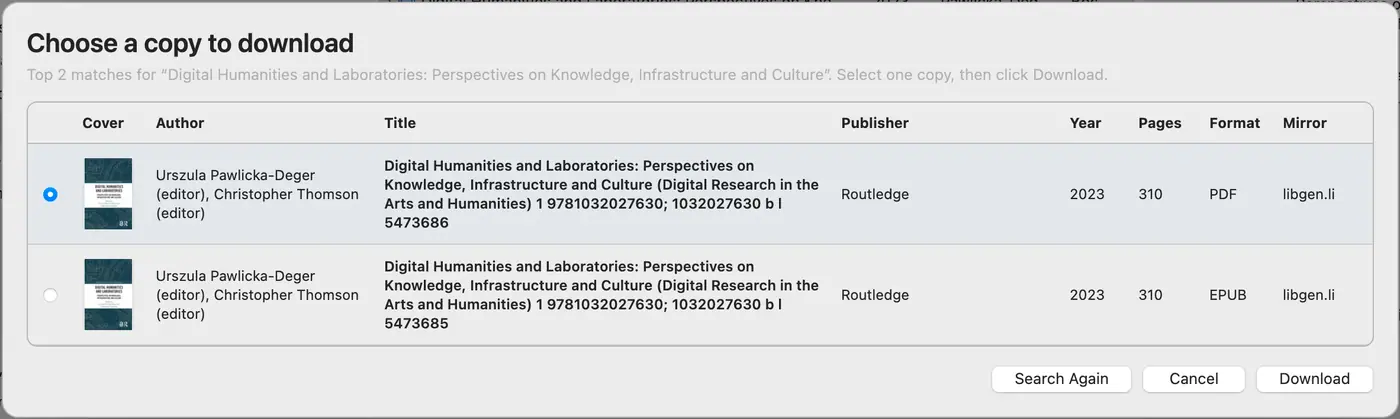 Choose a copy to download
Top 2 matches for “Digital Humanities and Laboratories: Perspectives on Knowledge, Infrastructure and Culture”. Select one copy, then click Download.
Cover Author Title Publisher Year Pages Format Mirror
Urszula Pawlicka-Deger
(editor), Christopher Thomson
(editor)
Digital Humanities and Laboratories: Perspectives on
Knowledge, Infrastructure and Culture (Digital Research in the
Arts and Humanities) 1 9781032027630; 1032027630 b l
5473686
Routledge
2023
310
PDF
libgen.li
Urszula Pawlicka-Deger
(editor), Christopher Thomson
(editor)
Digital Humanities and Laboratories: Perspectives on
Knowledge, Infrastructure and Culture (Digital Research in the
Arts and Humanities) 1 9781032027630; 1032027630 b l
5473685
Routledge
2023
310
EPUB
libgen.li
Search Again
Cancel
Download